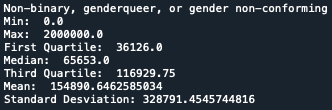 Non-binary, genderqueer, or gender non-conforming
Min:  0.0
Max:  2000000.0
First Quartile:  36126.0
Median:  65653.0
Third Quartile:  116929.75
Mean:  154890.6462585034
Standard Desviation: 328791.4545744816